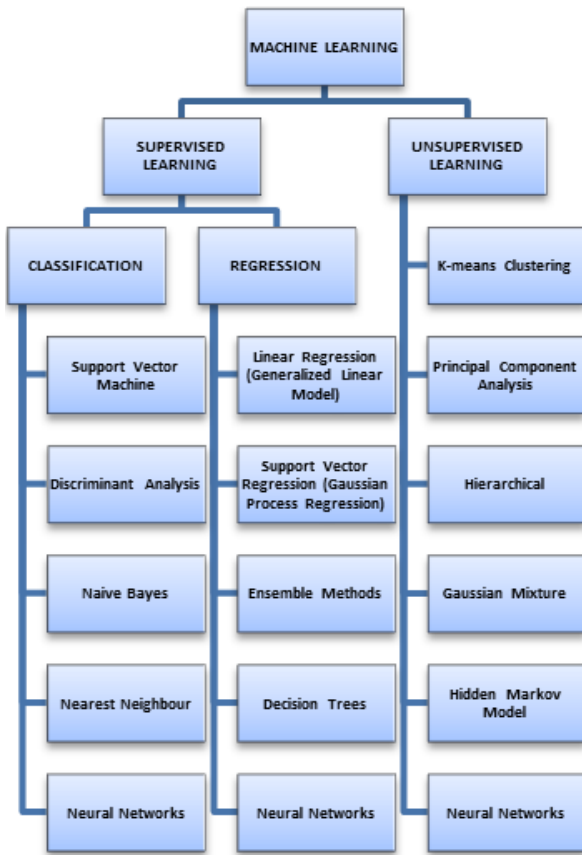 MACHINE LEARNING
SUPERVISED
LEARNING
UNSUPERVISED
LEARNING
CLASSIFICATION
REGRESSION
K-means Clustering
Support Vector
Machine
Linear Regression
(Generalized Linear
Model)
Principal Component
Analysis
Discriminant Analysis
Support Vector
Regression (Gaussian
Process Regression)
Hierarchical
Naive Bayes
Ensemble Methods
Gaussian Mixture
Nearest Neighbour
Decision Trees
Hidden Markov
Model
Neural Networks
Neural Networks
Neural Networks